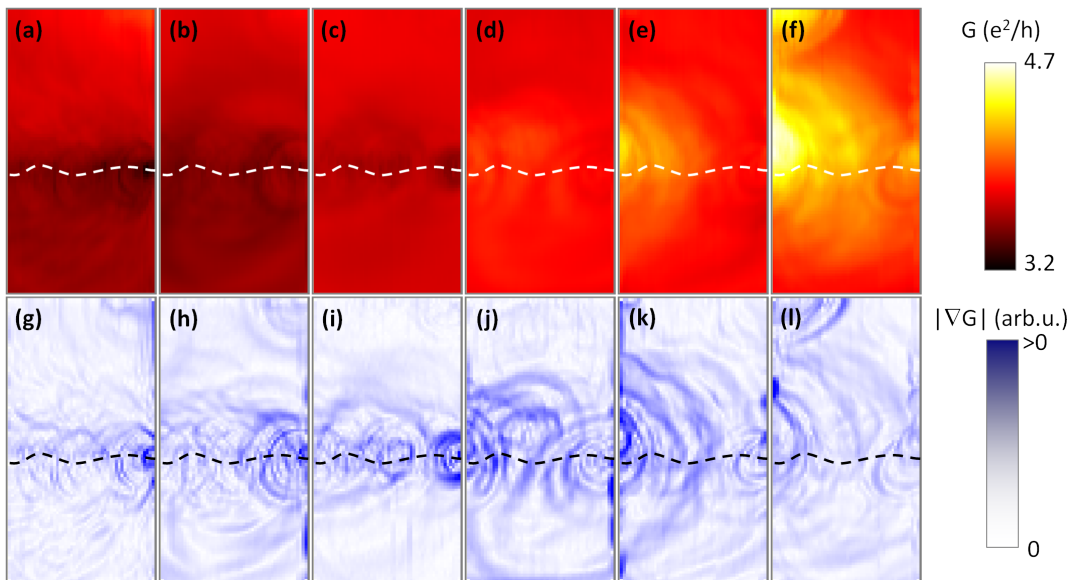 (a) (b) (c) (d) (e) (f) G (e²/h)
4.7
3.2
(g) (h) (i) (j) (k) (l) |∇G| (arb.u.)
>0
0